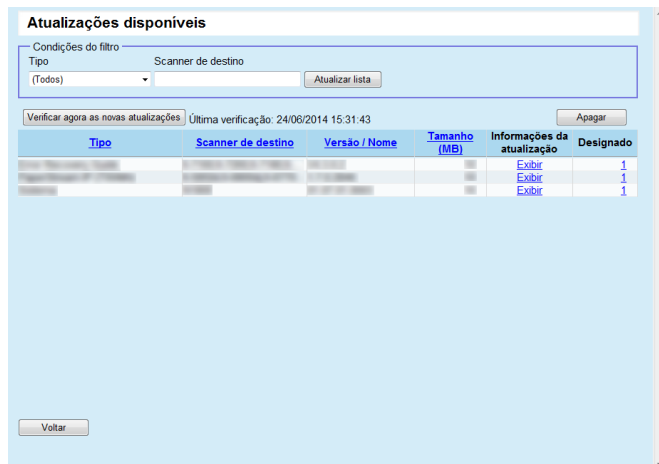 Atualizações disponíveis
Condições do filtro
Tipo Scanner de destino
(Todos) Atualizar lista
Verificar agora as novas atualizações Última verificação: 24/06/2014 15:31:43 Apagar
Tipo Scanner de destino Versão / Nome Tamanho (MB) Informações da atualização Designado
Exibir 1
Exibir 1
Exibir 1
Voltar